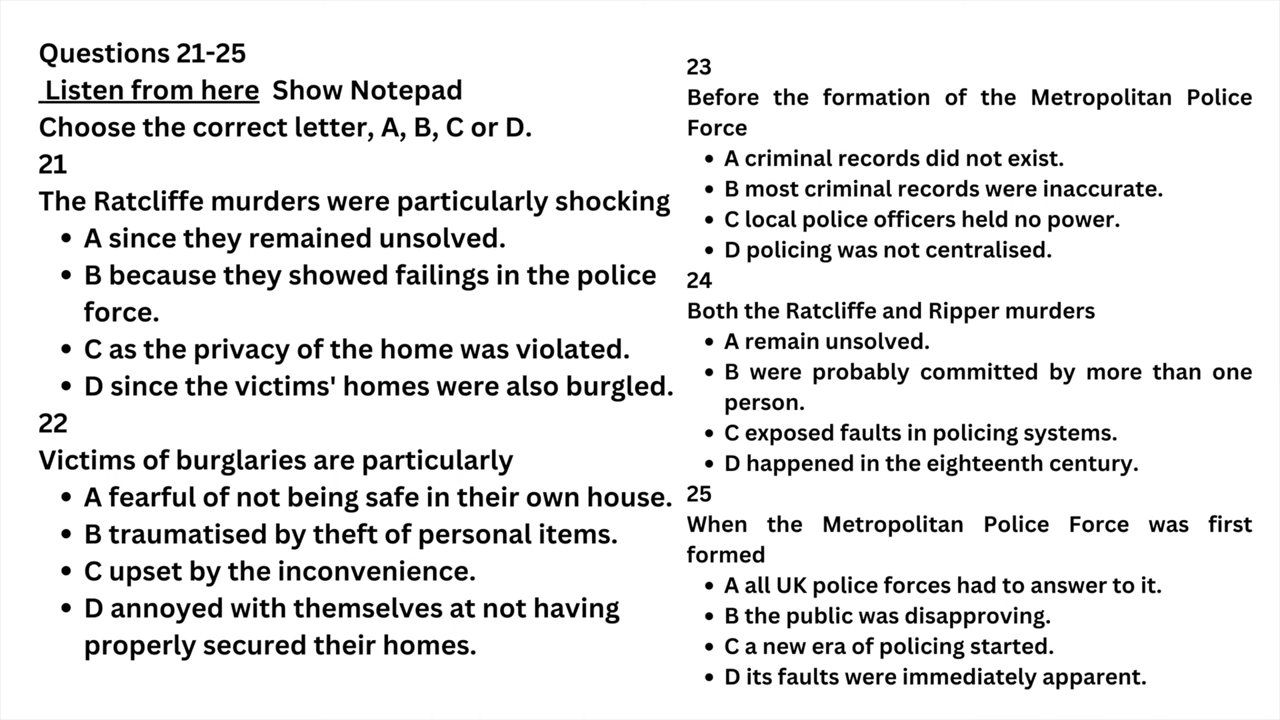 Questions 21-25
Listen from here Show Notepad
Choose the correct letter, A, B, C or D.
21
The Ratcliffe murders were particularly shocking
• A since they remained unsolved.
• B because they showed failings in the police
force.
• C as the privacy of the home was violated.
• D since the victims' homes were also burgled.
22
Victims of burglaries are particularly
• A fearful of not being safe in their own house.
• B traumatised by theft of personal items.
• C upset by the inconvenience.
• D annoyed with themselves at not having
properly secured their homes.
23
Before the formation of the Metropolitan Police
Force
• A criminal records did not exist.
• B most criminal records were inaccurate.
• C local police officers held no power.
• D policing was not centralised.
24
Both the Ratcliffe and Ripper murders
• A remain unsolved.
• B were probably committed by more than one
person.
• C exposed faults in policing systems.
• D happened in the eighteenth century.
25
When the Metropolitan Police Force was first
formed
• A all UK police forces had to answer to it.
• B the public was disapproving.
• C a new era of policing started.
• D its faults were immediately apparent.